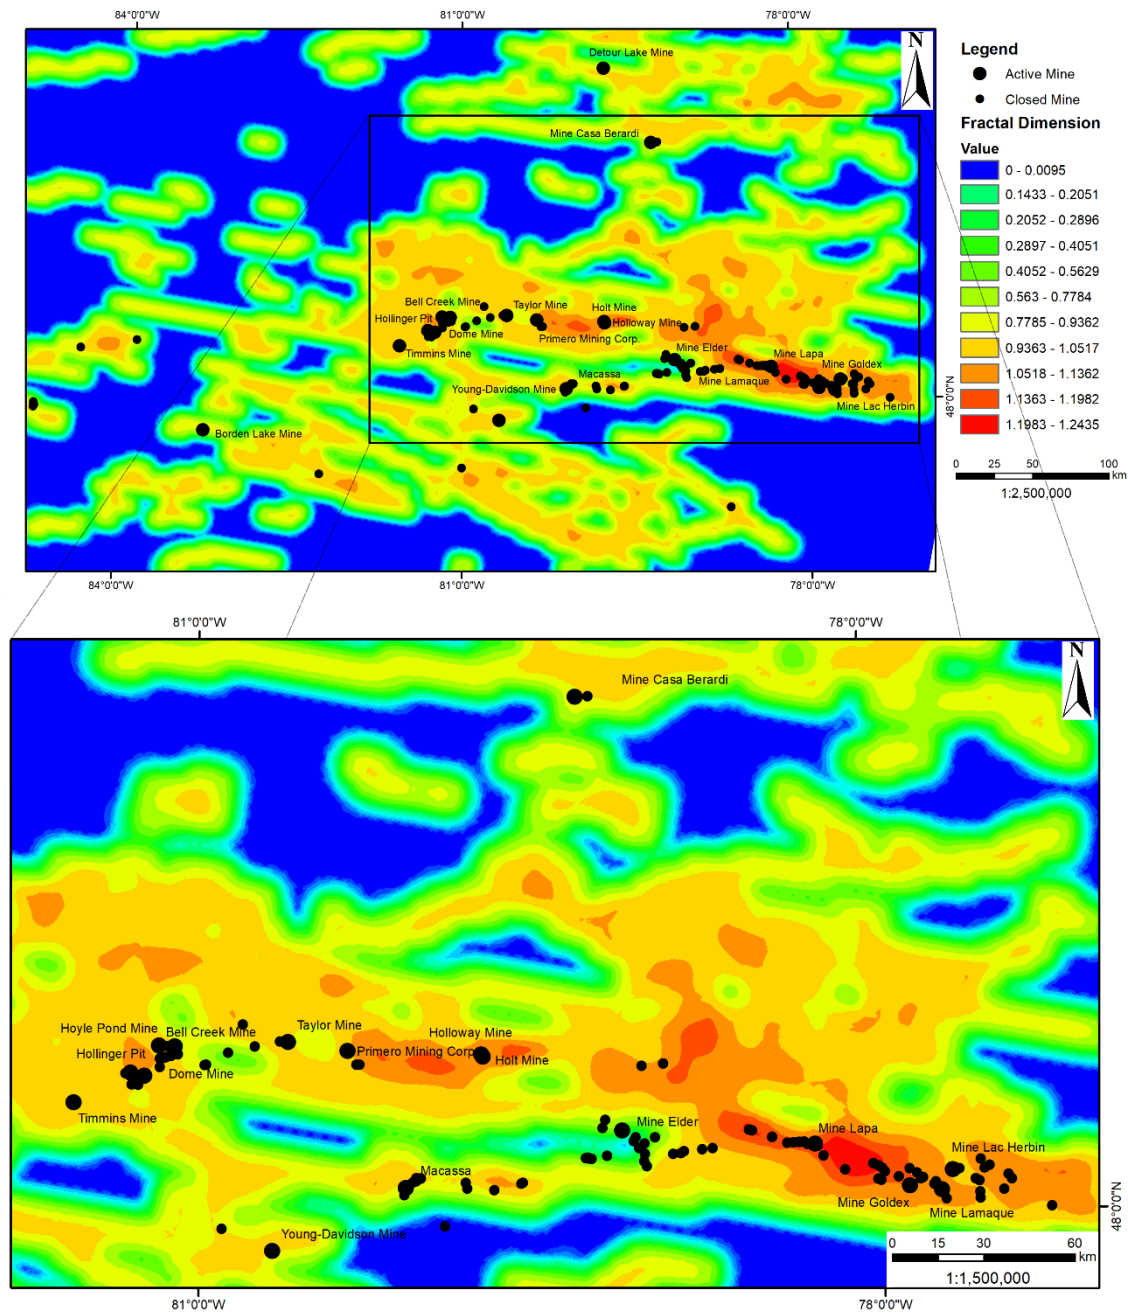 84°0'0"W
81°0'0"W
78°0'0"W
N
Detour Lake Mine
Mine Casa Berardi
Bell Creek Mine
Taylor Mine
Holt Mine
Hollinger Pit
Holloway Mine
Dome Mine
Primero Mining Corp.
Timmins Mine
Mine Elder
Mine Lapa
Macassa
Mine Lamaque
Mine Goldex
Young-Davidson Mine
Mine Lac Herbin
Borden Lake Mine
48°0'0"N
84°0'0"W
81°0'0"W
78°0'0"W
Legend
Active Mine
Closed Mine
Fractal Dimension
Value
0 - 0.0095
0.1433 - 0.2051
0.2052 - 0.2896
0.2897 - 0.4051
0.4052 - 0.5629
0.563 - 0.7784
0.7785 - 0.9362
0.9363 - 1.0517
1.0518 - 1.1362
1.1363 - 1.1982
1.1983 - 1.2435
0 25 50 100
km
1:2,500,000
81°0'0"W
78°0'0"W
N
Mine Casa Berardi
Hoyle Pond Mine
Bell Creek Mine
Taylor Mine
Holloway Mine
Hollinger Pit
Primero Mining Corp.
Holt Mine
Dome Mine
Timmins Mine
Mine Elder
Mine Lapa
Mine Lac Herbin
Macassa
Mine Goldex
Mine Lamaque
Young-Davidson Mine
48°0'0"N
0 15 30 60
km
1:1,500,000
81°0'0"W
78°0'0"W